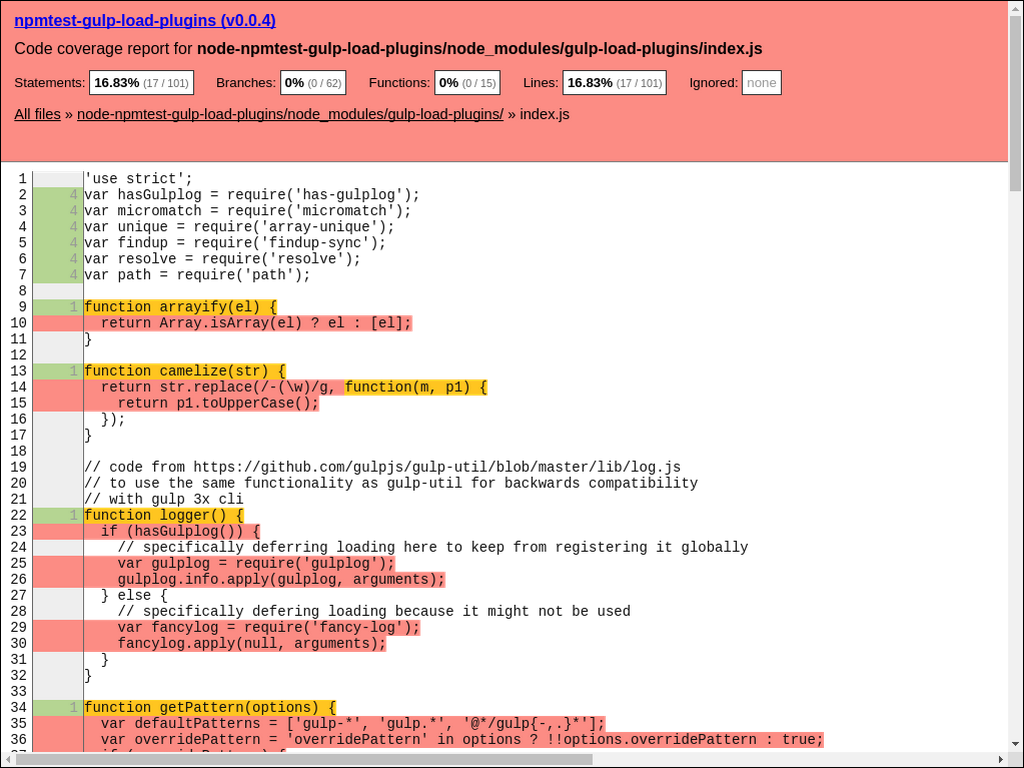 npmtest-gulp-load-plugins (v0.0.4)
Code coverage report for node-npmtest-gulp-load-plugins/node_modules/gulp-load-plugins/index.js
Statements: 16.83% (17 / 101) Branches: 0% (0 / 62) Functions: 0% (0 / 15) Lines: 16.83% (17 / 101) Ignored: none
All files » node-npmtest-gulp-load-plugins/node_modules/gulp-load-plugins/ » index.js
1 'use strict';
2 4 var hasGulplog = require('has-gulplog');
3 4 var micromatch = require('micromatch');
4 4 var unique = require('array-unique');
5 4 var findup = require('findup-sync');
6 4 var resolve = require('resolve');
7 4 var path = require('path');
8
9 1 function arrayify(el) {
10   return Array.isArray(el) ? el : [el];
11 }
12
13 1 function camelize(str) {
14   return str.replace(/-(\w)/g, function(m, p1) {
15     return p1.toUpperCase();
16   });
17 }
18
19 // code from https://github.com/gulpjs/gulp-util/blob/master/lib/log.js
20 // to use the same functionality as gulp-util for backwards compatibility
21 // with gulp 3x cli
22 1 function logger() {
23   if (hasGulplog()) {
24     // specifically deferring loading here to keep from registering it globally
25     var gulplog = require('gulplog');
26     gulplog.info.apply(gulplog, arguments);
27   } else {
28     // specifically defering loading because it might not be used
29     var fancylog = require('fancy-log');
30     fancylog.apply(null, arguments);
31   }
32 }
33
34 1 function getPattern(options) {
35   var defaultPatterns = ['gulp-*', 'gulp.*', '@*/gulp{-,.}*'];
36   var overridePattern = 'overridePattern' in options ? !!options.overridePattern : true;